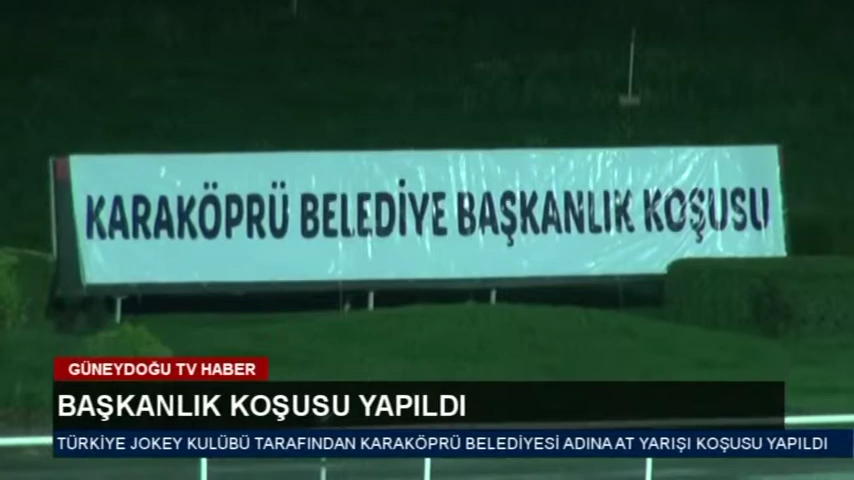 KARAKÖPRÜ BELEDİYE BAŞKANLIK KOŞUSU
GÜNEYDOĞU TV HABER
BAŞKANLIK KOŞUSU YAPILDI
TÜRKİYE JOKEY KULÜBÜ TARAFINDAN KARAKÖPRÜ BELEDİYESİ ADINA AT YARIŞI KOŞUSU YAPILDI